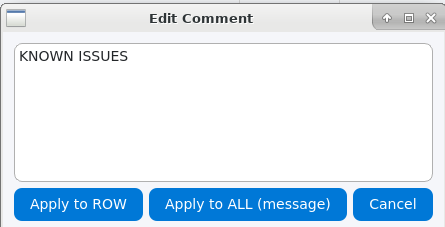 Edit Comment
KNOWN ISSUES
Apply to ROW
Apply to ALL (message)
Cancel